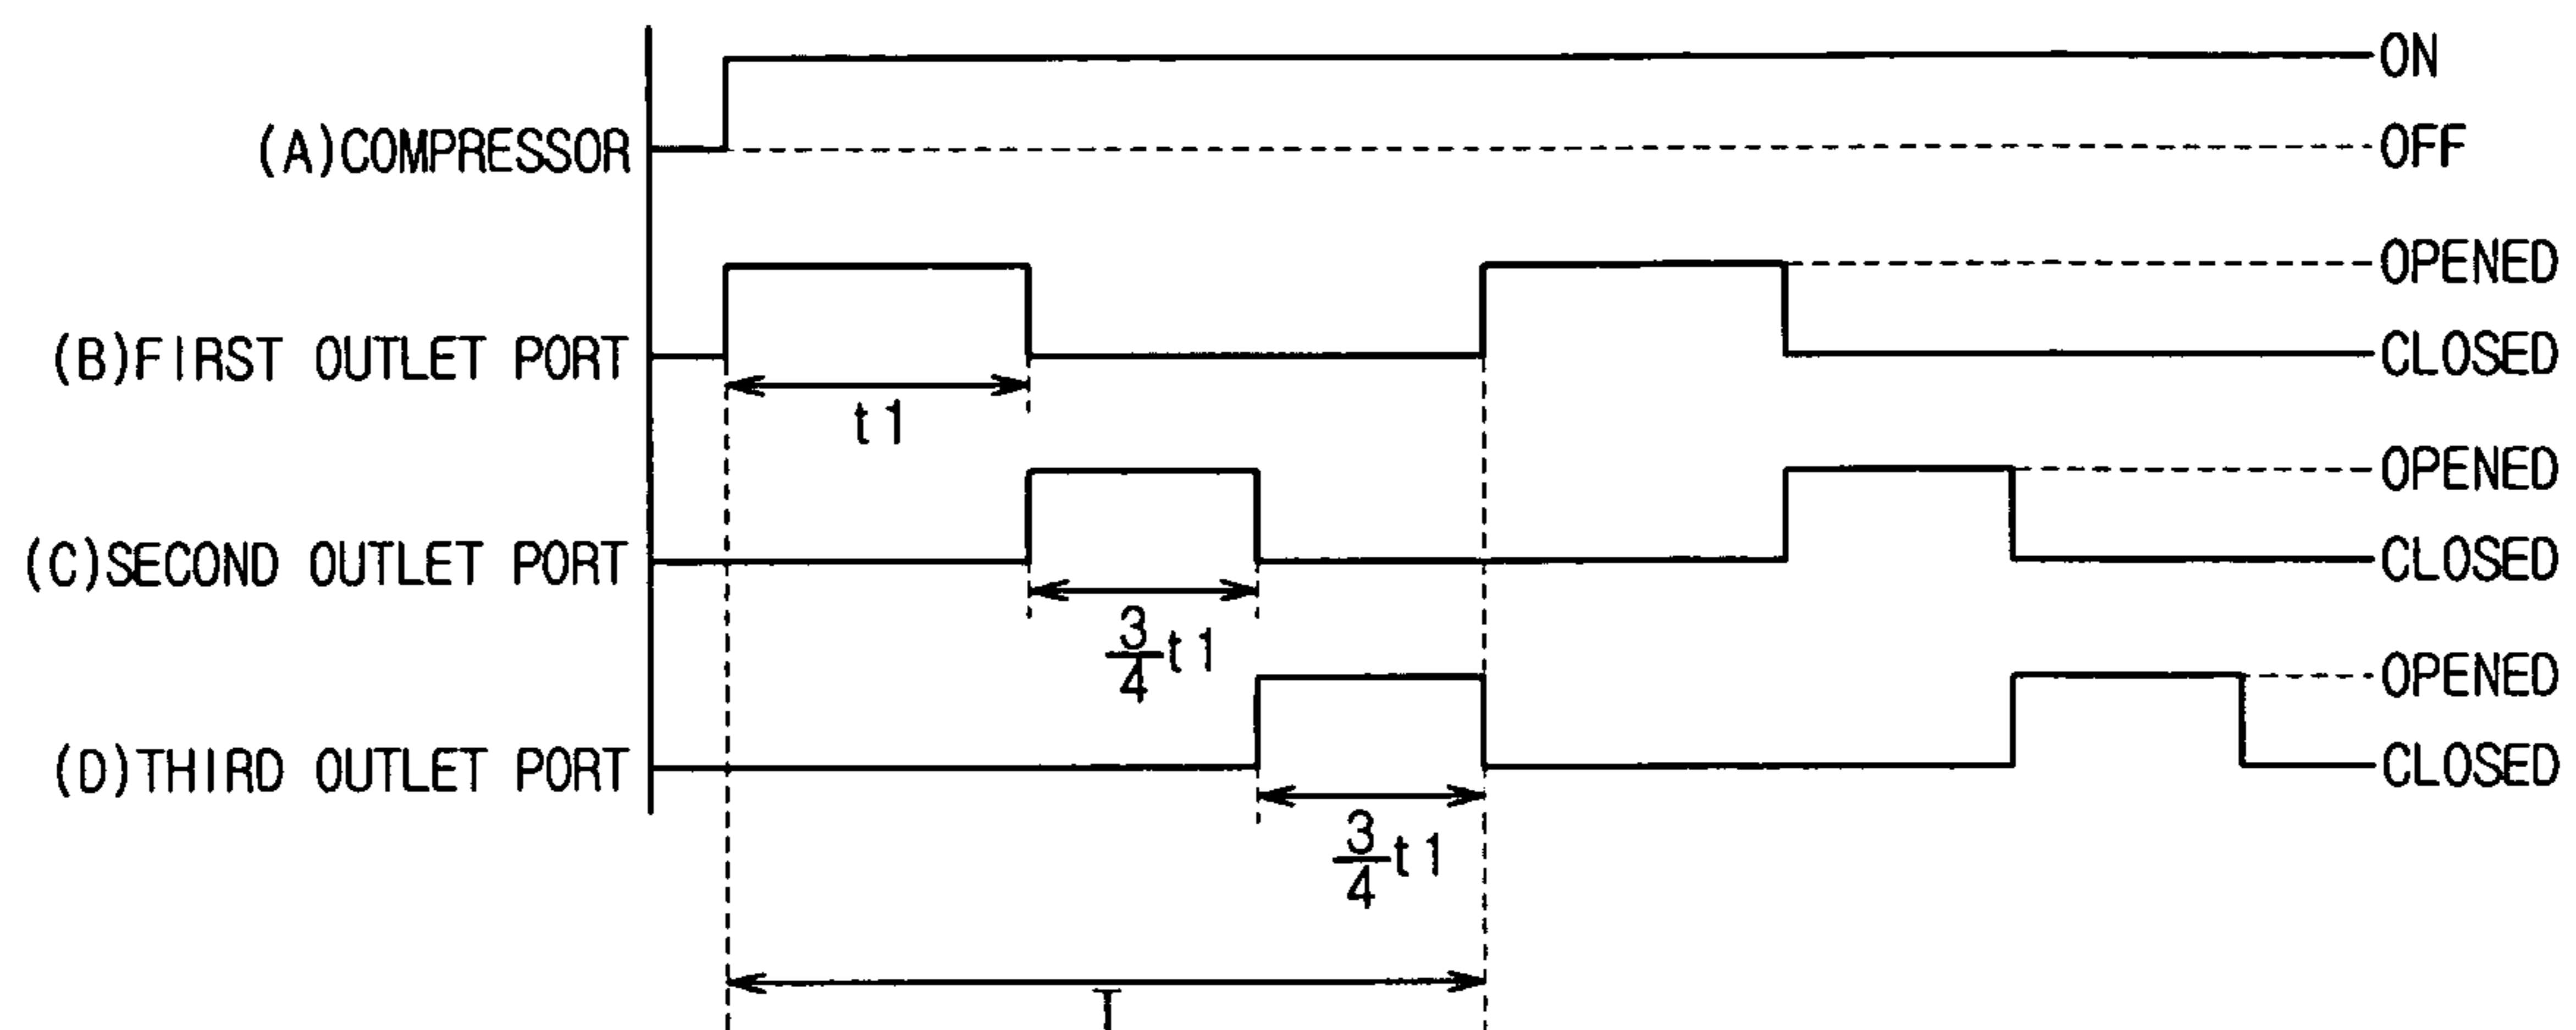 ON
(A)COMPRESSOR
OFF
OPENED
(B)FIRST OUTLET PORT
CLOSED
t1
OPENED
(C)SECOND OUTLET PORT
CLOSED
3/4 t1
OPENED
(D)THIRD OUTLET PORT
CLOSED
3/4 t1
T